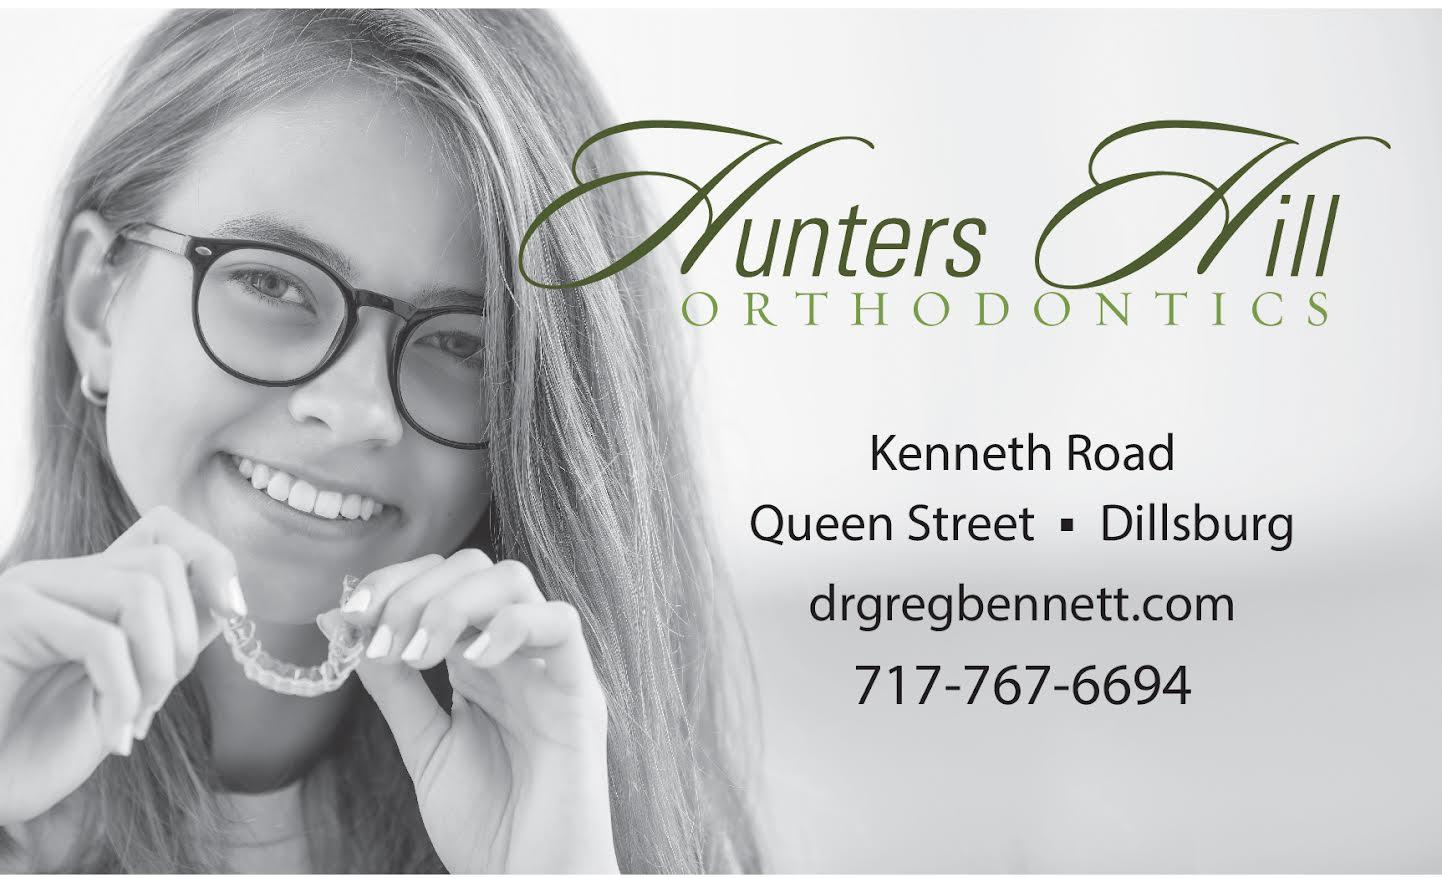 Hunters Hill
ORTHODONTICS
Kenneth Road
Queen Street ▪ Dillsburg
drgregbennett.com
717-767-6694